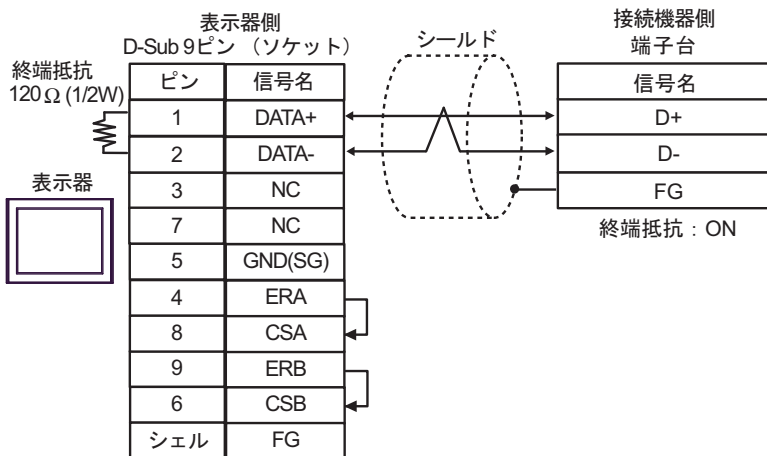 表示器側
D-Sub 9ピン （ソケット）
シールド
接続機器側
端子台
終端抵抗
120Ω (1/2W)
ピン 信号名
1 DATA+
2 DATA-
3 NC
7 NC
5 GND(SG)
4 ERA
8 CSA
9 ERB
6 CSB
シェル FG
表示器
信号名
D+
D-
FG
終端抵抗：ON